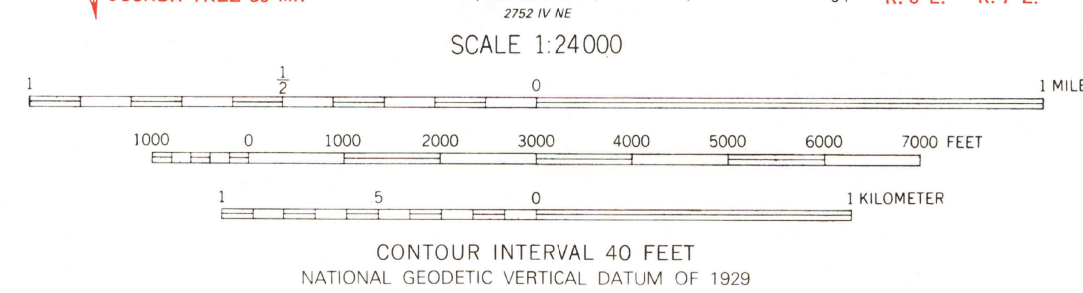 2752 IV NE
SCALE 1:24000
1 1/2 0 1 MILE
1000 0 1000 2000 3000 4000 5000 6000 7000 FEET
1 .5 0 1 KILOMETER
CONTOUR INTERVAL 40 FEET
NATIONAL GEODETIC VERTICAL DATUM OF 1929